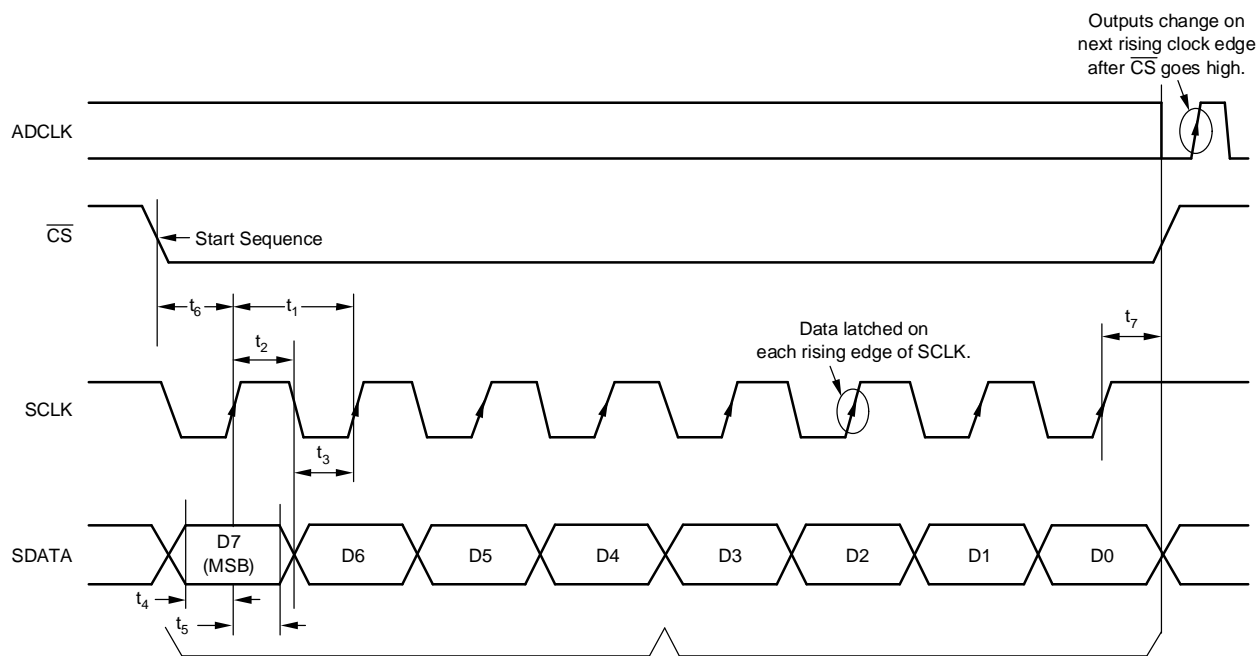 Outputs change on
next rising clock edge
after CS goes high.
ADCLK
CS
Start Sequence
t6
t1
t7
t2
Data latched on
each rising edge of SCLK.
SCLK
t3
SDATA
D7
(MSB)
D6
D5
D4
D3
D2
D1
D0
t4
t5